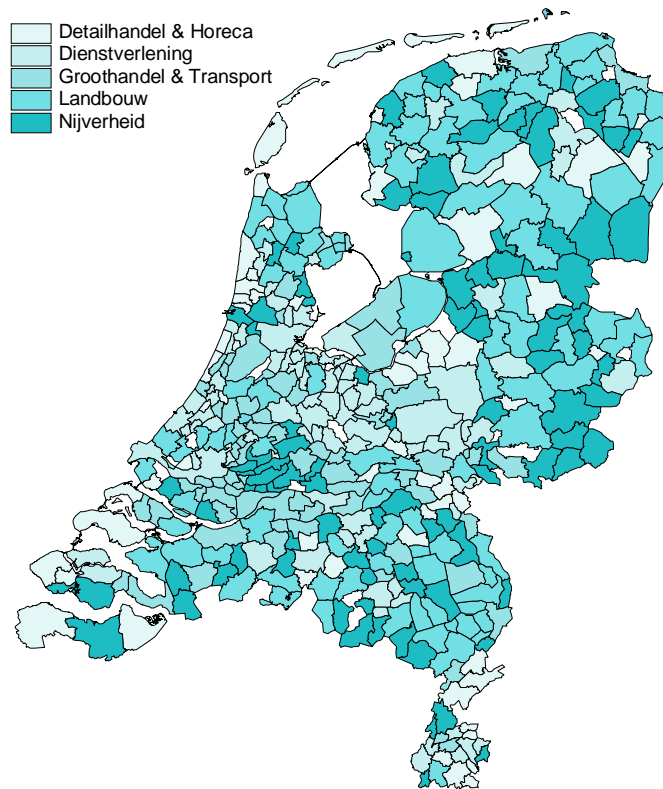 Detailhandel & Horeca
Dienstverlening
Groothandel & Transport
Landbouw
Nijverheid